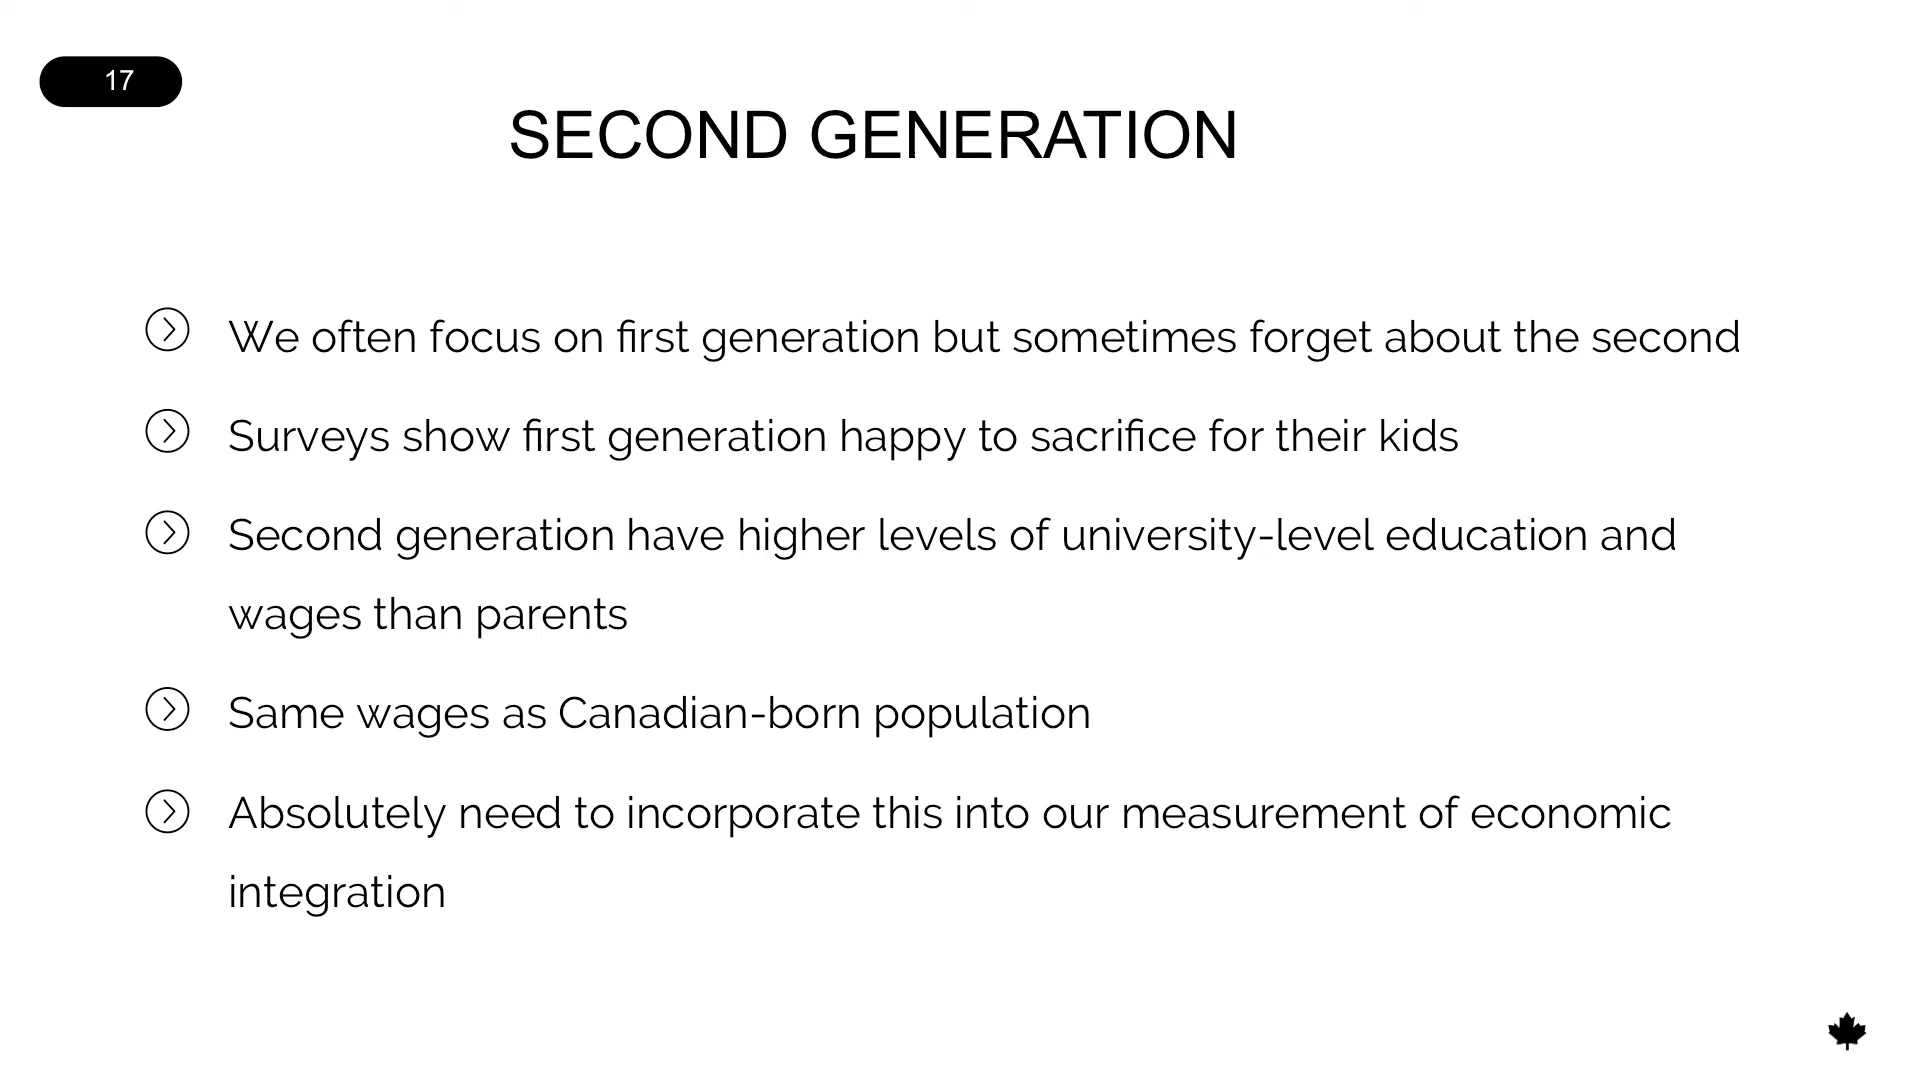 17
SECOND GENERATION
We often focus on first generation but sometimes forget about the second
Surveys show first generation happy to sacrifice for their kids
Second generation have higher levels of university-level education and
wages than parents
Same wages as Canadian-born population
Absolutely need to incorporate this into our measurement of economic
integration